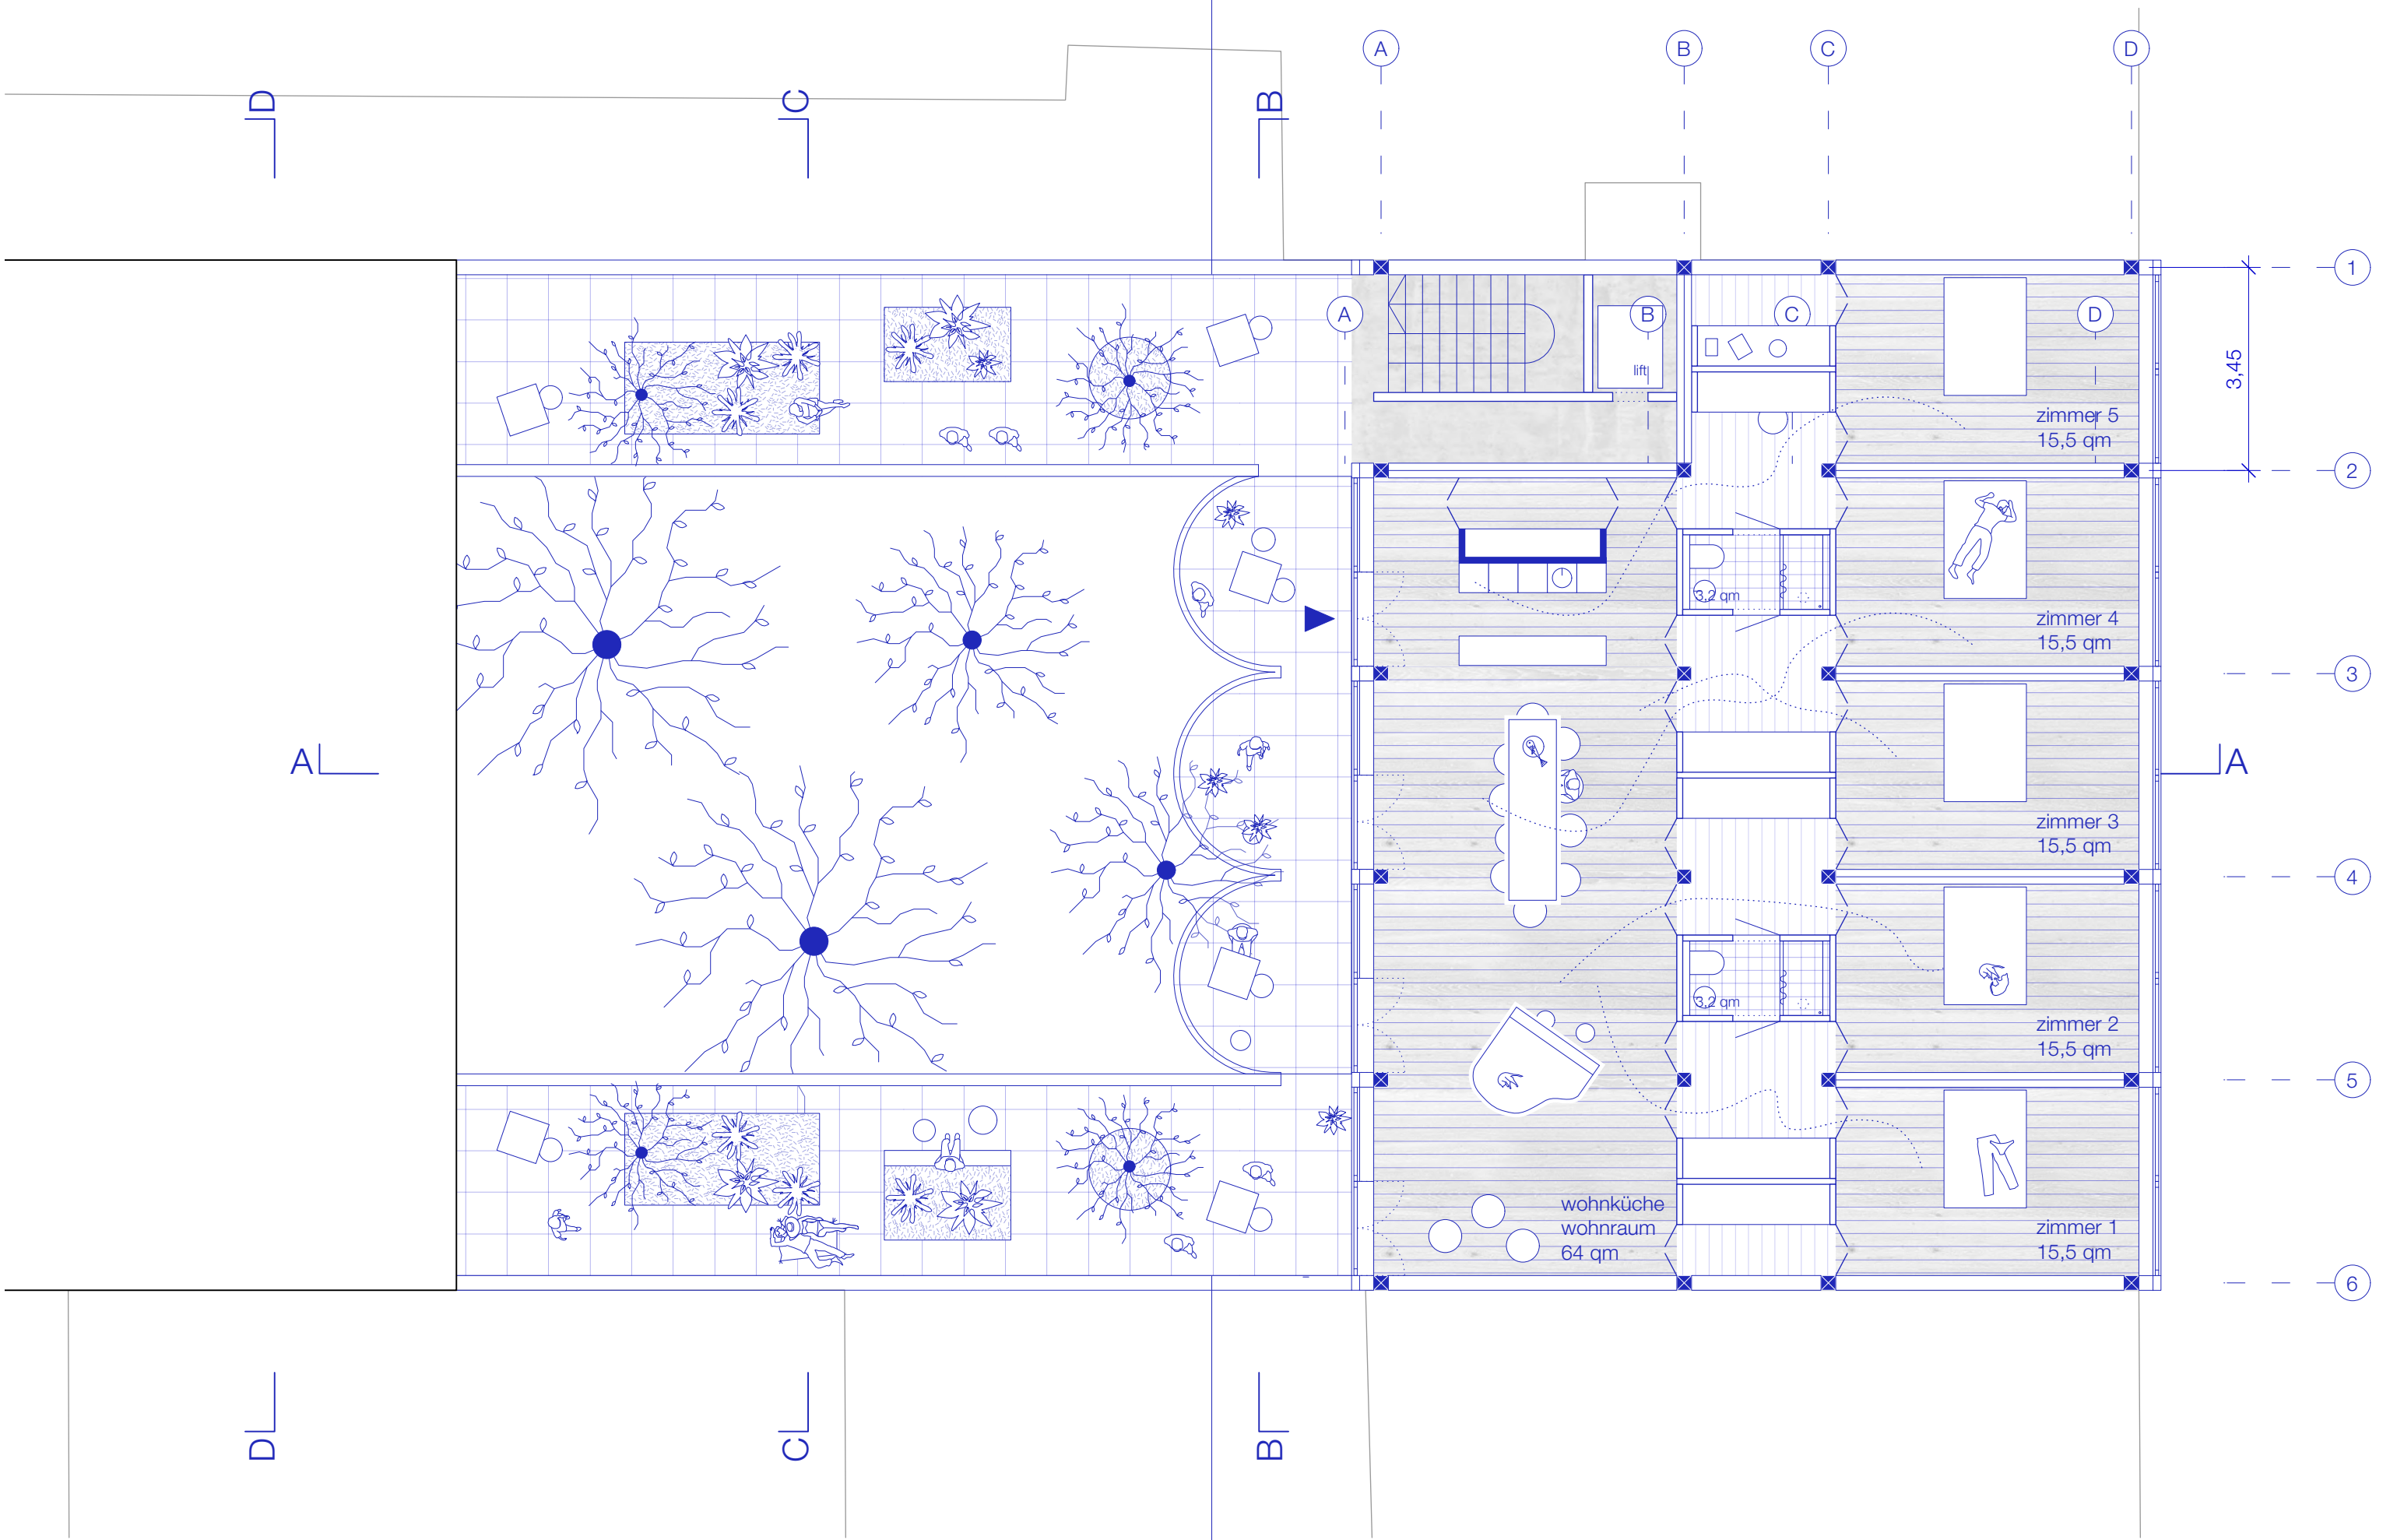 A B C D
D C B
1
A B C D
lift
3,45
zimmer 5
15,5 qm
2
3,2 qm
zimmer 4
15,5 qm
3
A A
zimmer 3
15,5 qm
4
3,2 qm
zimmer 2
15,5 qm
5
wohnküche
wohnraum
64 qm
zimmer 1
15,5 qm
6
D C B